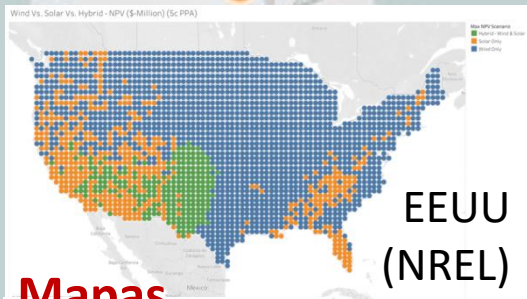 Wind Vs. Solar Vs. Hybrid - NPV ($-Million) (5c PPA)
Max NPV Scenario
Hybrid - Wind & Solar
Solar Only
Wind Only
EEUU
(NREL)
Mexico
Mapas